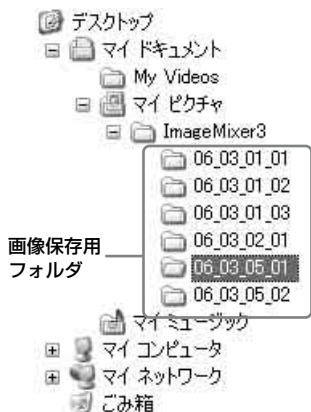 デスクトップ
マイ ドキュメント
My Videos
マイ ピクチャ
ImageMixer3
06_03_01_01
06_03_01_02
06_03_01_03
06_03_02_01
画像保存用
フォルダ
06_03_05_01
06_03_05_02
マイ ミュージック
マイ コンピュータ
マイ ネットワーク
ごみ箱